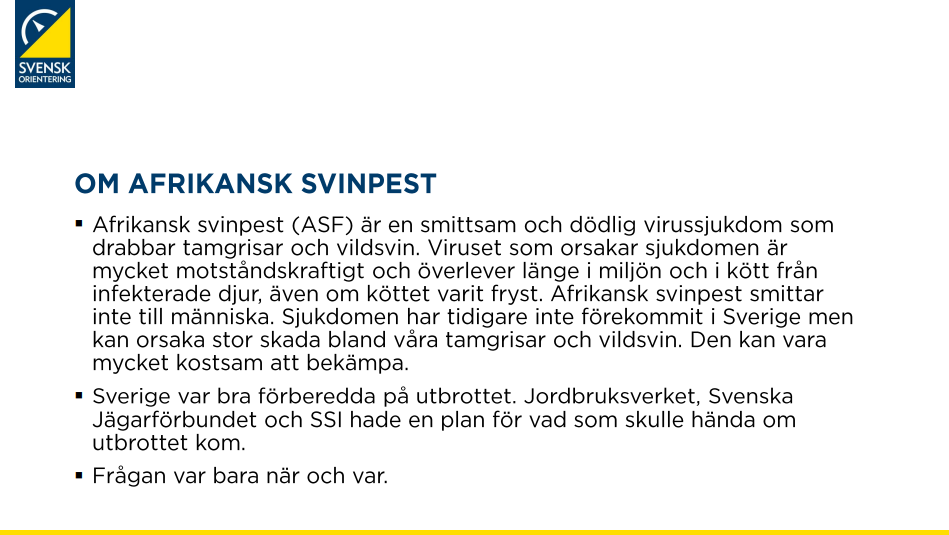 SVENSK
ORIENTERING
OM AFRIKANSK SVINPEST
▪ Afrikansk svinpest (ASF) är en smittsam och dödlig virussjukdom som
drabbar tamgrisar och vildsvin. Viruset som orsakar sjukdomen är
mycket motståndskraftigt och överlever länge i miljön och i kött från
infekterade djur, även om köttet varit fryst. Afrikansk svinpest smittar
inte till människa. Sjukdomen har tidigare inte förekommit i Sverige men
kan orsaka stor skada bland våra tamgrisar och vildsvin. Den kan vara
mycket kostsam att bekämpa.
▪ Sverige var bra förberedda på utbrottet. Jordbruksverket, Svenska
Jägarförbundet och SSI hade en plan för vad som skulle hända om
utbrottet kom.
▪ Frågan var bara när och var.